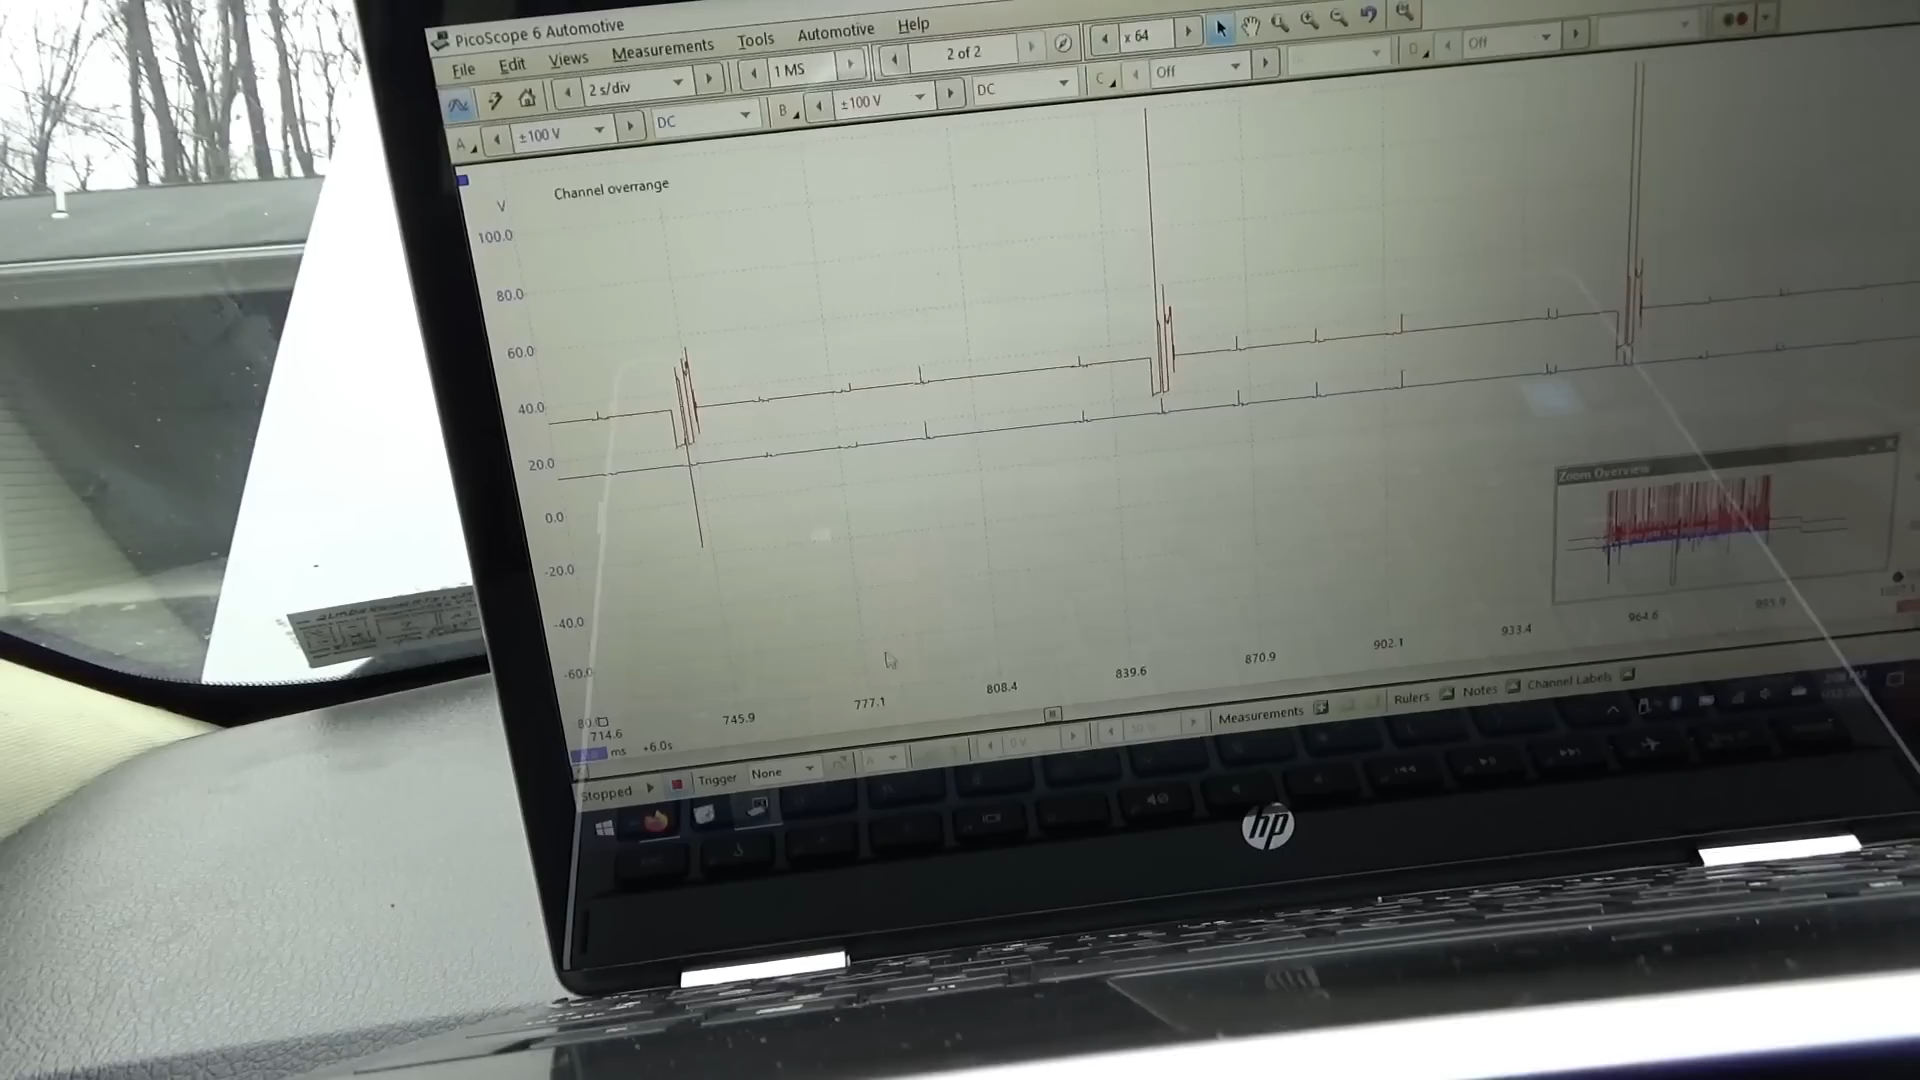 PicoScope 6 Automotive
File Edit Views Measurements Tools Automotive Help
2 s/div 1 MS 2 of 2 x 64
A ±100 V DC B ±100 V DC C Off D Off
Channel overrange
V
100.0
80.0
60.0
40.0
20.0
0.0
-20.0
-40.0
-60.0
714.6 745.9 777.1 808.4 839.6 870.9 902.1 933.4 964.6 995.9
ms +6.0s
Zoom Overview
Measurements Rulers Notes Channel Labels
Stopped Trigger None
hp